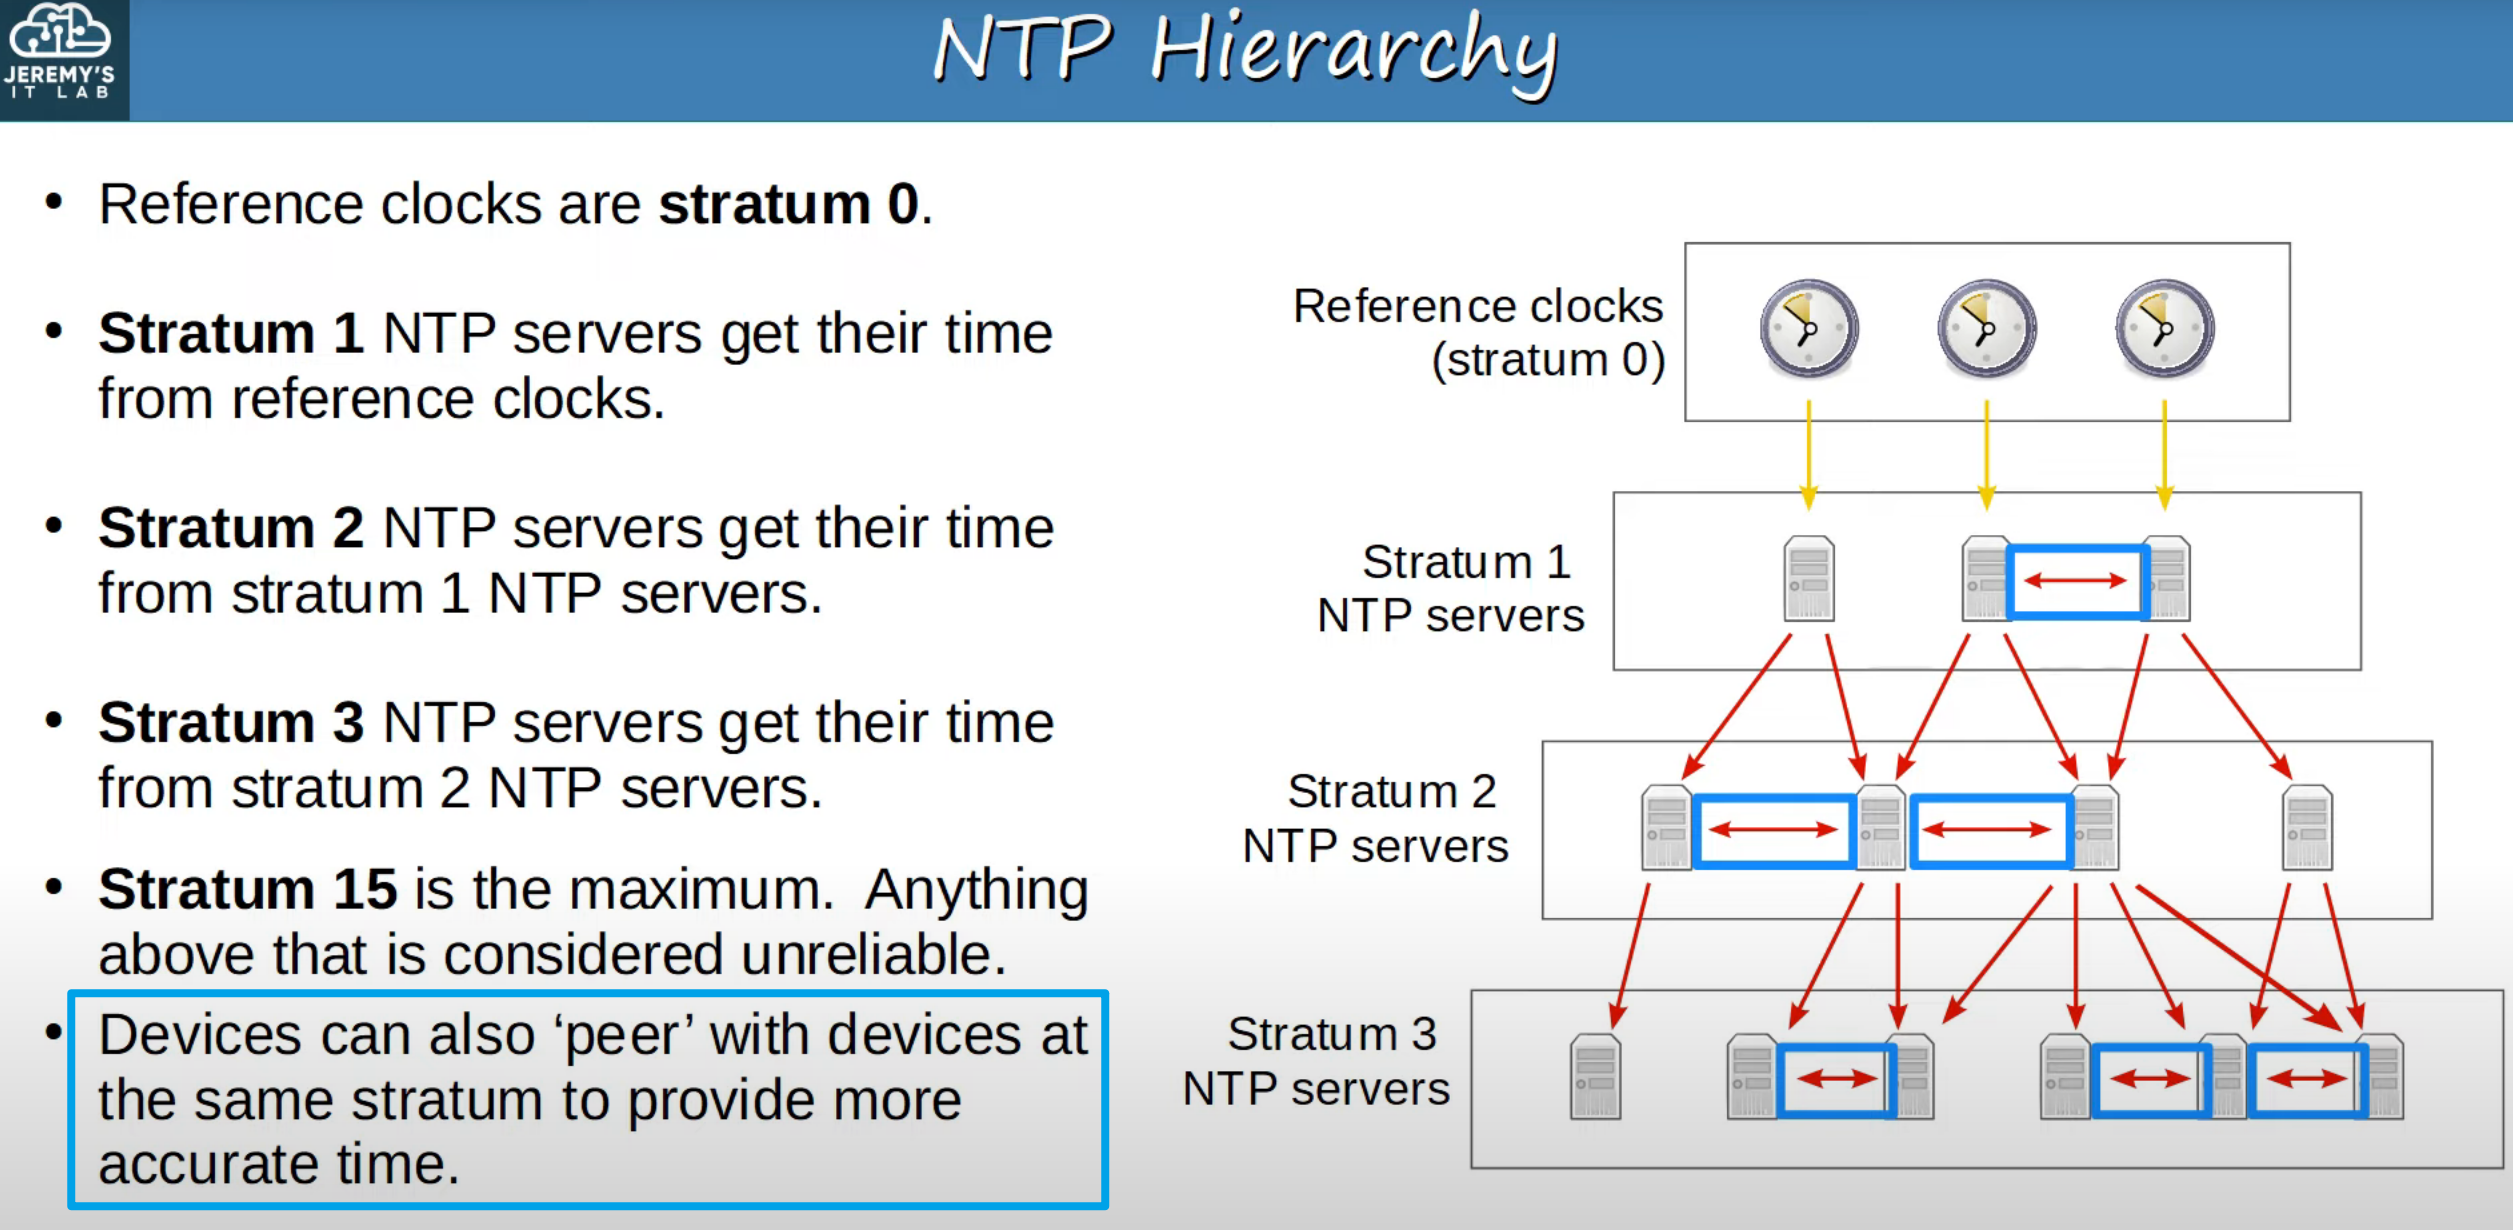 JEREMY'S
IT LAB
NTP Hierarchy
• Reference clocks are stratum 0.
• Stratum 1 NTP servers get their time
from reference clocks.
• Stratum 2 NTP servers get their time
from stratum 1 NTP servers.
• Stratum 3 NTP servers get their time
from stratum 2 NTP servers.
• Stratum 15 is the maximum. Anything
above that is considered unreliable.
• Devices can also ‘peer’ with devices at
the same stratum to provide more
accurate time.
Reference clocks
(stratum 0)
Stratum 1
NTP servers
Stratum 2
NTP servers
Stratum 3
NTP servers